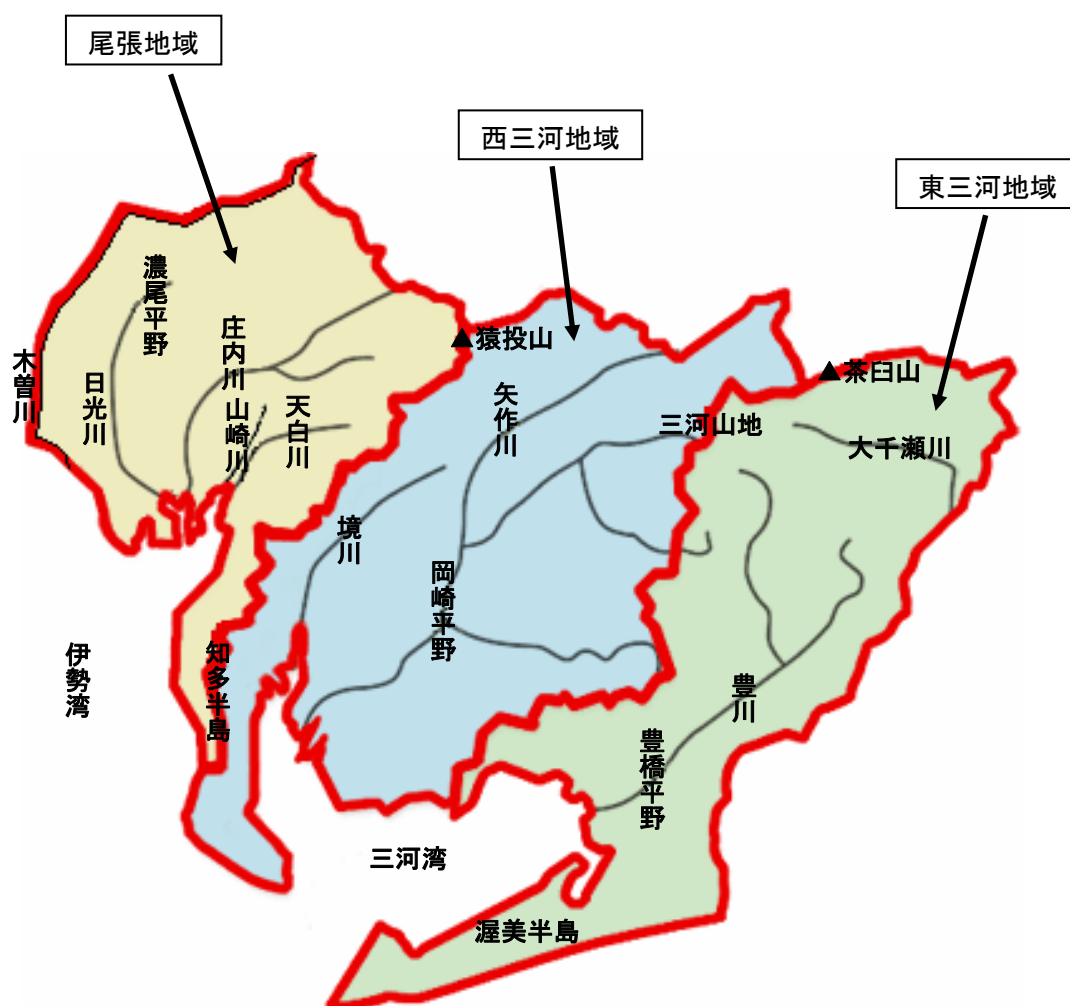 尾張地域
西三河地域
東三河地域
濃尾平野
木曽川
日光川
庄内川
山崎川
天白川
▲猿投山
矢作川
三河山地
▲茶臼山
大千瀬川
境川
岡崎平野
伊勢湾
知多半島
豊川
豊橋平野
三河湾
渥美半島